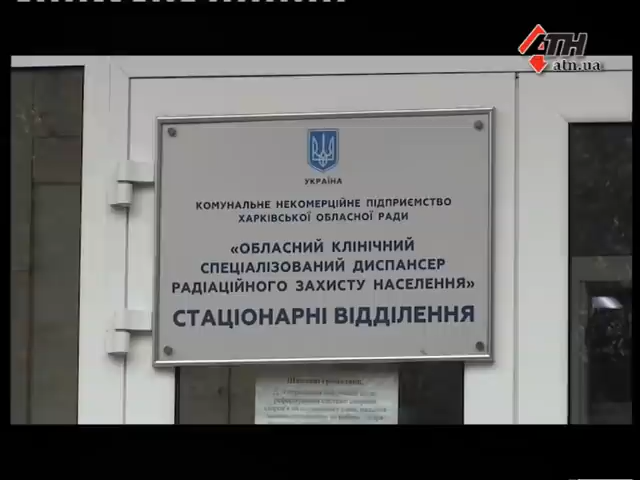 АТН
atn.ua
УКРАЇНА
КОМУНАЛЬНЕ НЕКОМЕРЦІЙНЕ ПІДПРИЄМСТВО
ХАРКІВСЬКОЇ ОБЛАСНОЇ РАДИ
«ОБЛАСНИЙ КЛІНІЧНИЙ
СПЕЦІАЛІЗОВАНИЙ ДИСПАНСЕР
РАДІАЦІЙНОГО ЗАХИСТУ НАСЕЛЕННЯ»
СТАЦІОНАРНІ ВІДДІЛЕННЯ